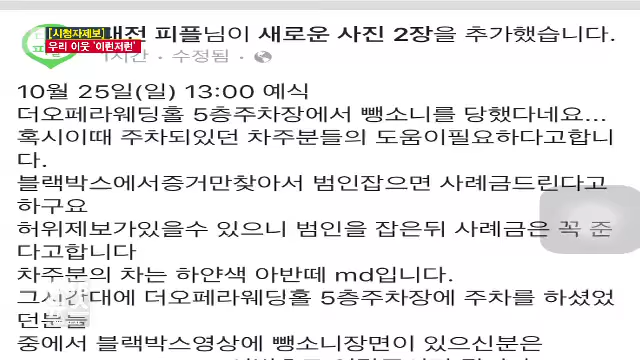 [시청자제보]
우리 이웃 '이런저런'
대전 피플님이 새로운 사진 2장을 추가했습니다.
1시간 · 수정됨 ·
10월 25일(일) 13:00 예식
더오페라웨딩홀 5층주차장에서 뺑소니를 당했다네요...
혹시이때 주차되있던 차주분들의 도움이필요하다고합니
다.
블랙박스에서증거만찾아서 범인잡으면 사례금드린다고
하구요
허위제보가있을수 있으니 범인을 잡은뒤 사례금은 꼭 준
다고합니다
차주분의 차는 하얀색 아반떼 md입니다.
그시간대에 더오페라웨딩홀 5층주차장에 주차를 하셨었
던분들
중에서 블랙박스영상에 뺑소니장면이 있으신분은